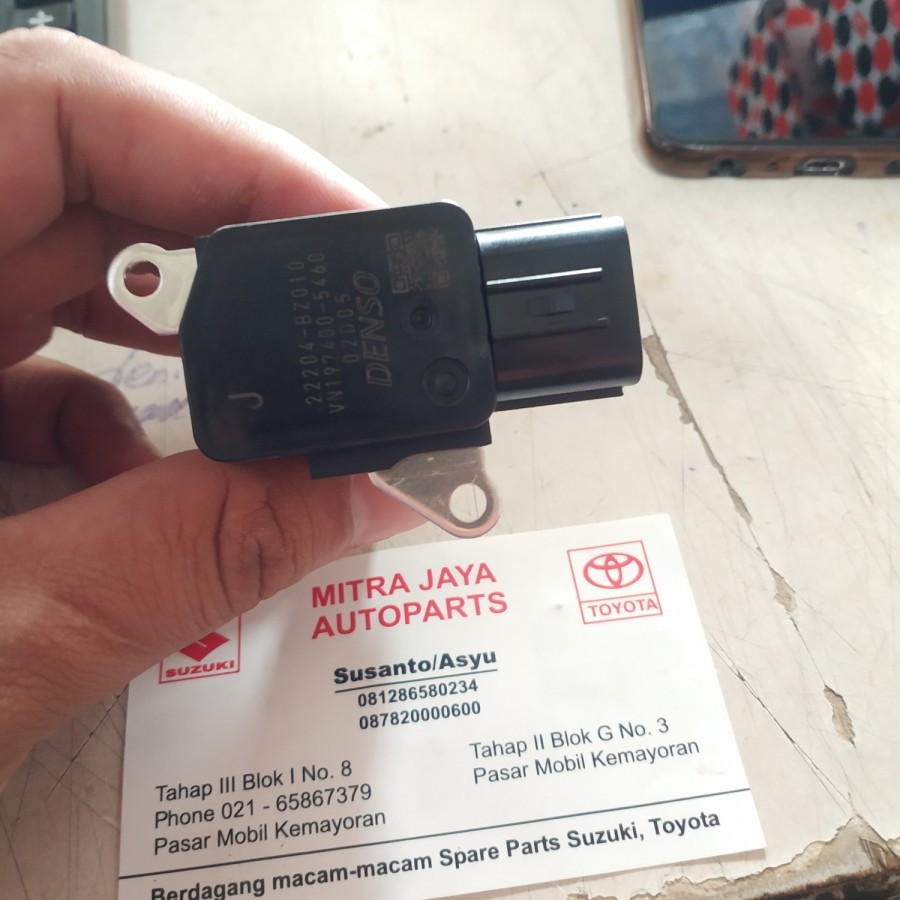 22204-BZ010
VN197400-5460
02D05
DENSO
J
MITRA JAYA
AUTOPARTS
TOYOTA
SUZUKI
Susanto/Asyu
081286580234
087820000600
Tahap III Blok I No. 8
Phone 021 - 65867379
Pasar Mobil Kemayoran
Tahap II Blok G No. 3
Pasar Mobil Kemayoran
Berdagang macam-macam Spare Parts Suzuki, Toyota